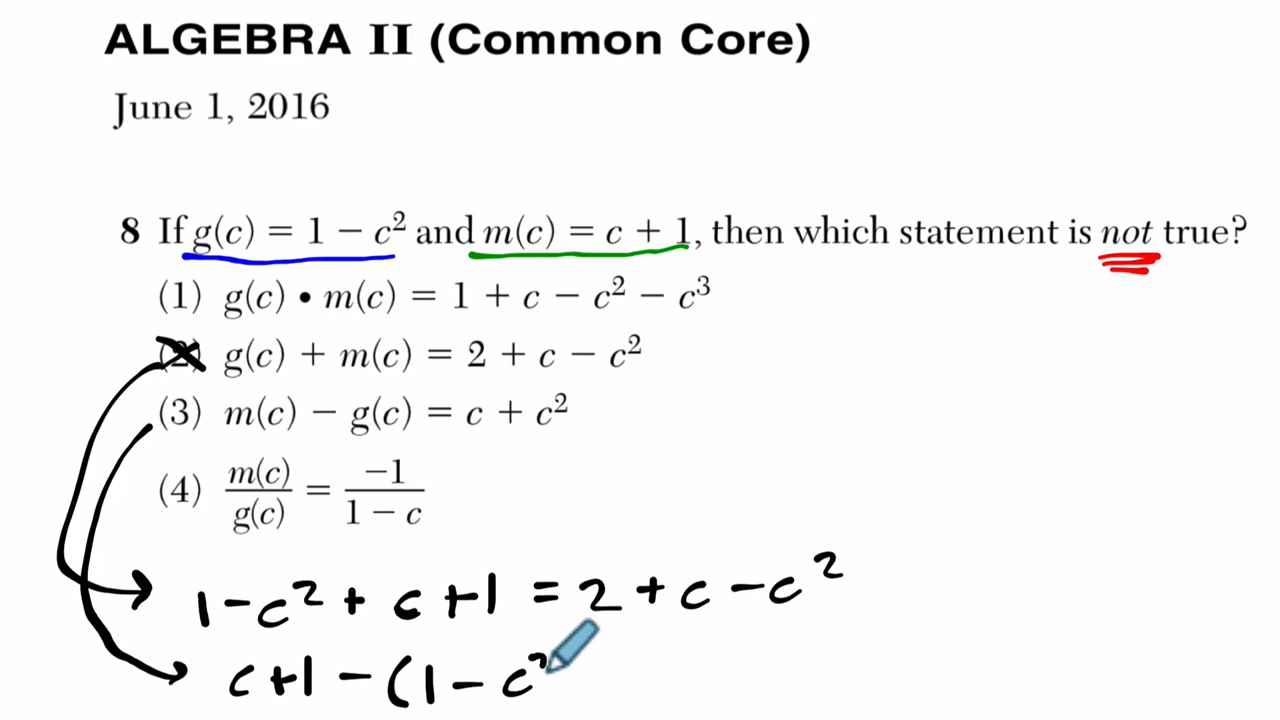 ALGEBRA II (Common Core)
June 1, 2016
8 If g(c) = 1 − c² and m(c) = c + 1, then which statement is not true?
(1) g(c) • m(c) = 1 + c − c² − c³
(2) g(c) + m(c) = 2 + c − c²
(3) m(c) − g(c) = c + c²
(4) m(c)/g(c) = −1/(1 − c)
1 − c² + c + 1 = 2 + c − c²
c + 1 − (1 − c²